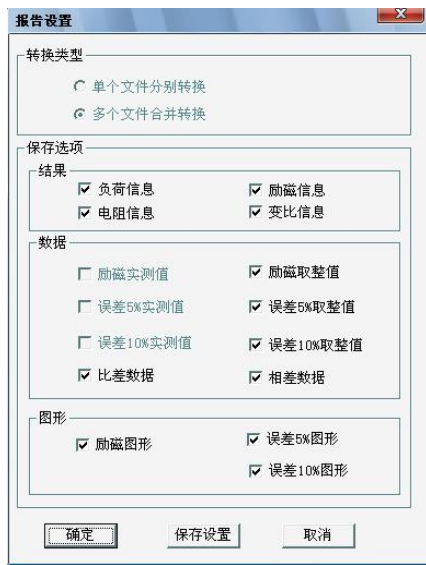 报告设置
转换类型
单个文件分别转换
多个文件合并转换
保存选项
结果
负荷信息 励磁信息
电阻信息 变比信息
数据
励磁实测值 励磁取整值
误差5%实测值 误差5%取整值
误差10%实测值 误差10%取整值
比差数据 相差数据
图形
励磁图形 误差5%图形
误差10%图形
确定 保存设置 取消